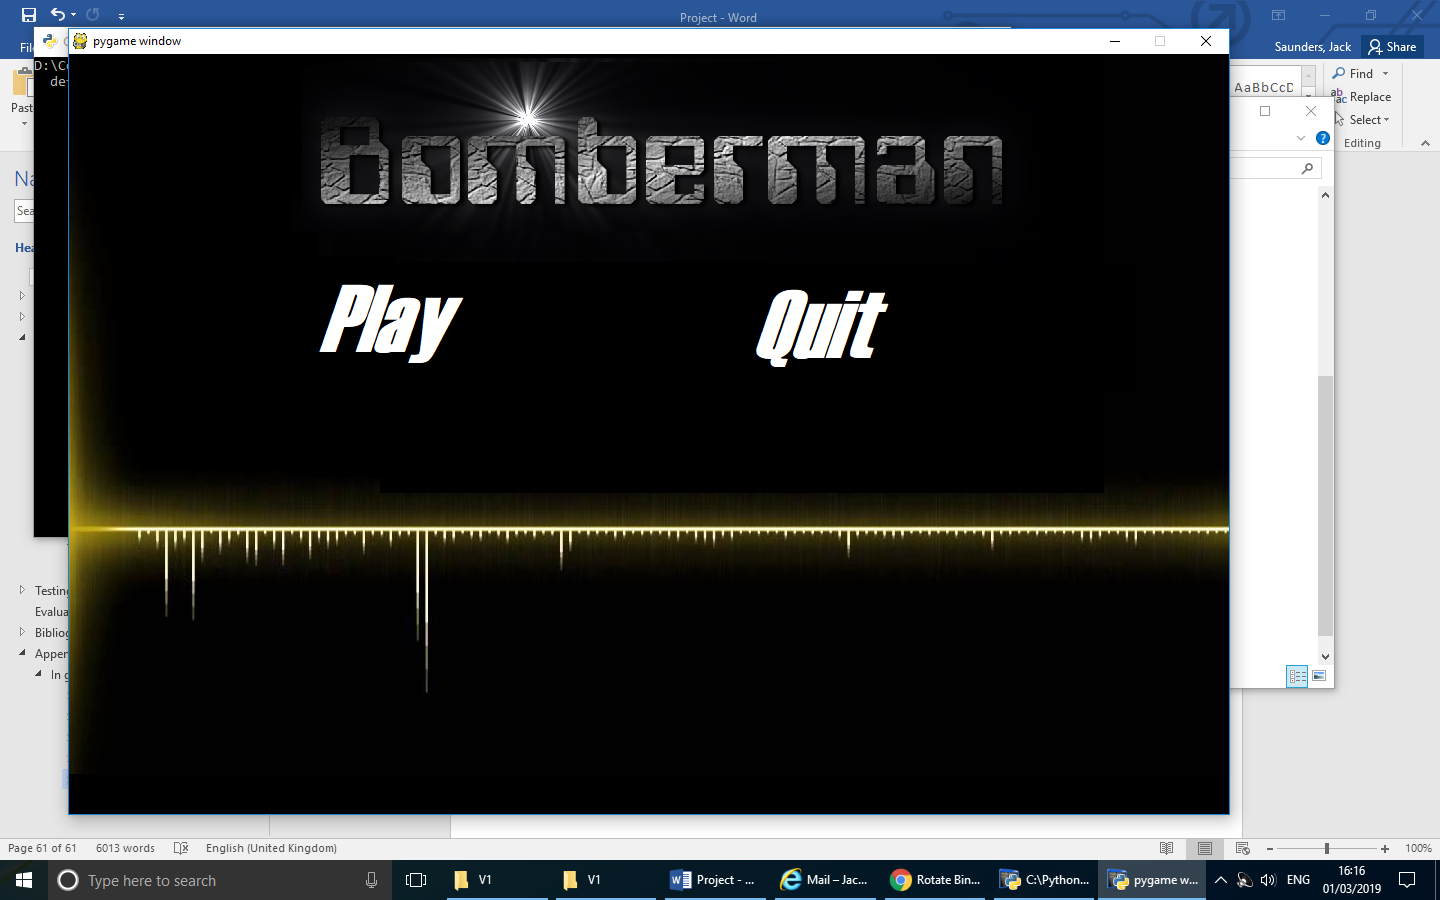 Project - Word
Saunders, Jack
Share
pygame window
D:\C
de
Find
Replace
Select
Editing
AaBbCcD
Bomberman
Play
Quit
Testing
Evalua
Bibliog
Apper
In g
Page 61 of 61
6013 words
English (United Kingdom)
100%
Type here to search
V1
V1
Project - ...
Mail – Jac...
Rotate Bin...
C:\Python...
pygame w...
ENG
16:16
01/03/2019